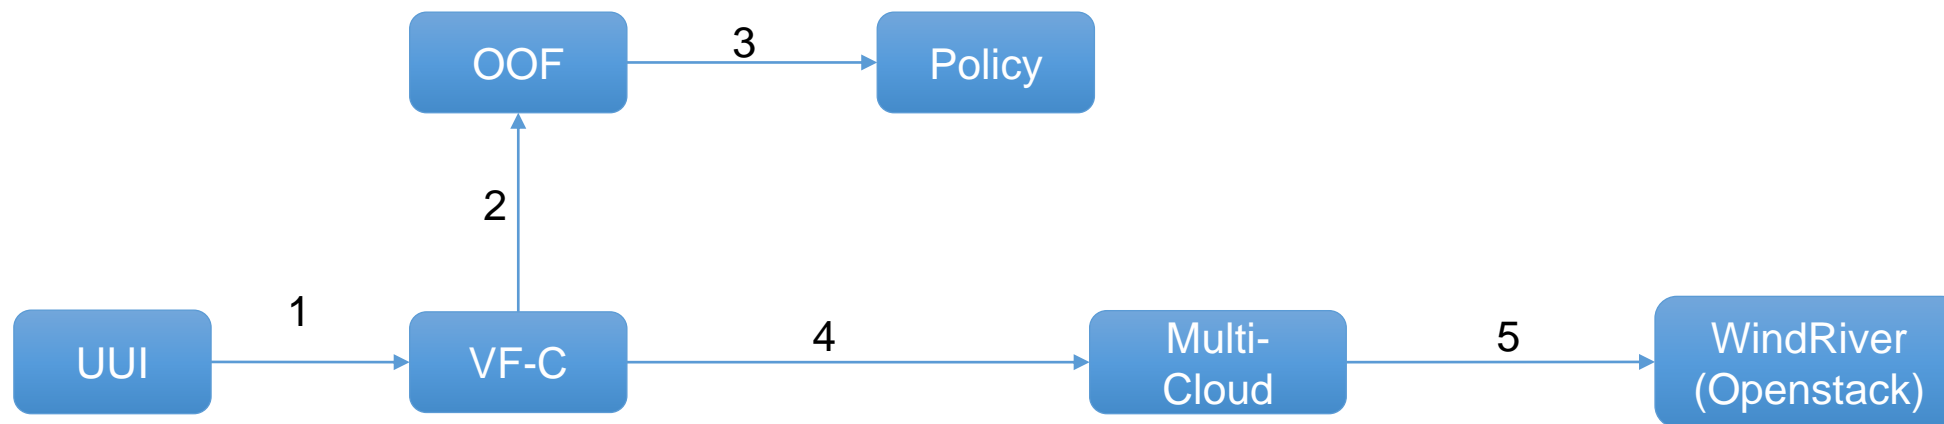 OOF
3
Policy
2
1
UUI
VF-C
4
Multi-
Cloud
5
WindRiver
(Openstack)